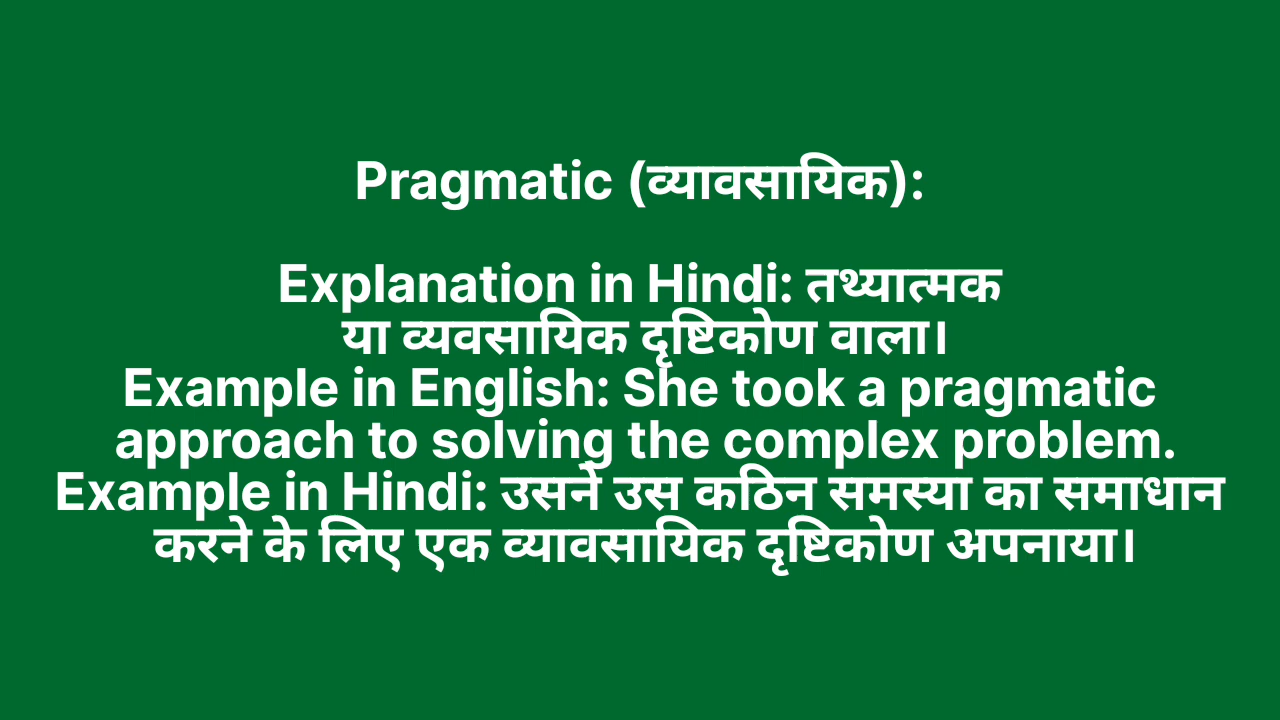 Pragmatic (व्यावसायिक):
Explanation in Hindi: तथ्यात्मक
या व्यवसायिक दृष्टिकोण वाला।
Example in English: She took a pragmatic
approach to solving the complex problem.
Example in Hindi: उसने उस कठिन समस्या का समाधान
करने के लिए एक व्यावसायिक दृष्टिकोण अपनाया।